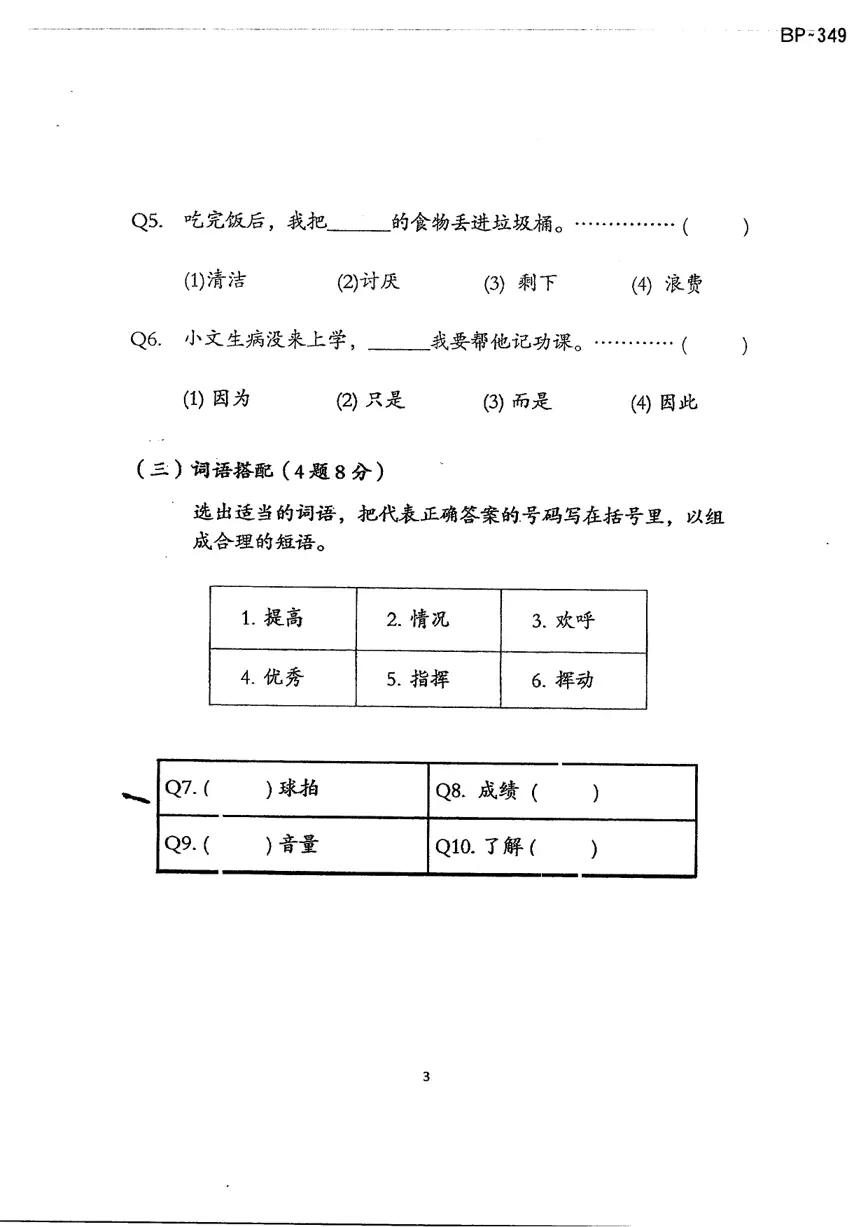 BP-349
Q5. 吃完饭后，我把______的食物丢进垃圾桶。……………( )
(1)清洁 (2)讨厌 (3) 剩下 (4) 浪费
Q6. 小文生病没来上学，______我要帮他记功课。…………( )
(1) 因为 (2) 只是 (3) 而是 (4) 因此
(三) 词语搭配 (4题8分)
选出适当的词语，把代表正确答案的号码写在括号里，以组
成合理的短语。
1. 提高 2. 情况 3. 欢呼
4. 优秀 5. 指挥 6. 挥动
Q7. ( ) 球拍 Q8. 成绩 ( )
Q9. ( ) 音量 Q10. 了解 ( )
3